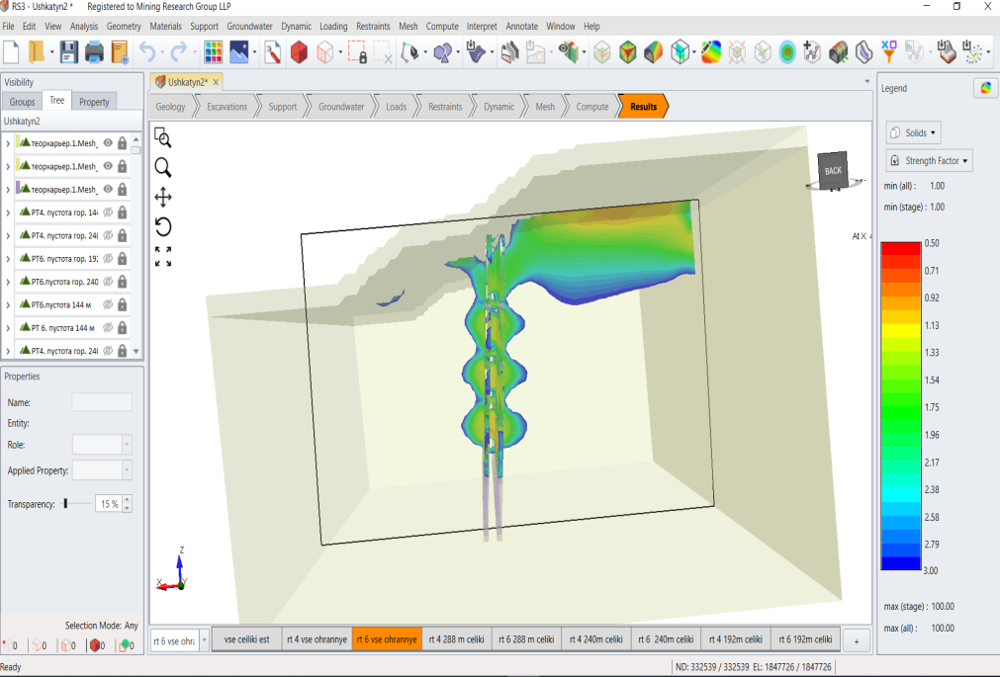 RS3 - Ushkatyn2 * Registered to Mining Research Group LLP
File Edit View Analysis Geometry Materials Support Groundwater Dynamic Loading Restraints Mesh Compute Interpret Annotate Window Help
Visibility
Groups Tree Property
Ushkatyn2
теоркарьер.1.Mesh_
теоркарьер.1.Mesh_
теоркарьер.1.Mesh_
РТ4. пустота гор. 14
РТ4. пустота гор. 240
РТ6. пустота гор. 192
РТ6.пустота гор. 240
РТ6.пустота 144 м
РТ 6. пустота 144 м
РТ4. пустота гор. 240
Properties
Name:
Entity:
Role:
Applied Property:
Transparency: 15 %
Selection Mode: Any
0 0 0 0 0
Ready
Ushkatyn2* X
Geology Excavations Support Groundwater Loads Restraints Dynamic Mesh Compute Results
BACK
At X:
Z
X
Y
rt 6 vse ohra vse ceiliki est rt 4 vse ohrannye rt 6 vse ohrannye rt 4 288 m celiki rt 6 288 m celiki rt 4 240m celiki rt 6 240m celiki rt 4 192m celiki rt 6 192m celiki +
Legend
Solids
Strength Factor
min (all) : 1.00
min (stage) : 1.00
0.50
0.71
0.92
1.13
1.33
1.54
1.75
1.96
2.17
2.38
2.58
2.79
3.00
max (stage) : 100.00
max (all) : 100.00
ND: 332539 / 332539 EL: 1847726 / 1847726